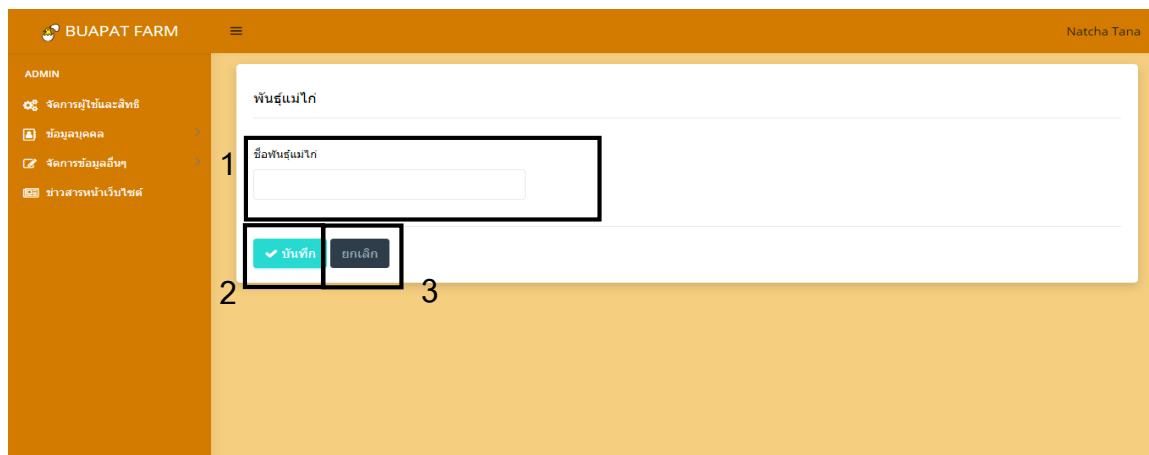 BUAPAT FARM
Natcha Tana
ADMIN
จัดการผู้ใช้และสิทธิ
ข้อมูลบุคคล
จัดการข้อมูลอื่นๆ
ข่าวสารหน้าเว็บไซต์
พันธุ์แม่ไก่
1
ชื่อพันธุ์แม่ไก่
บันทึก
ยกเลิก
2
3